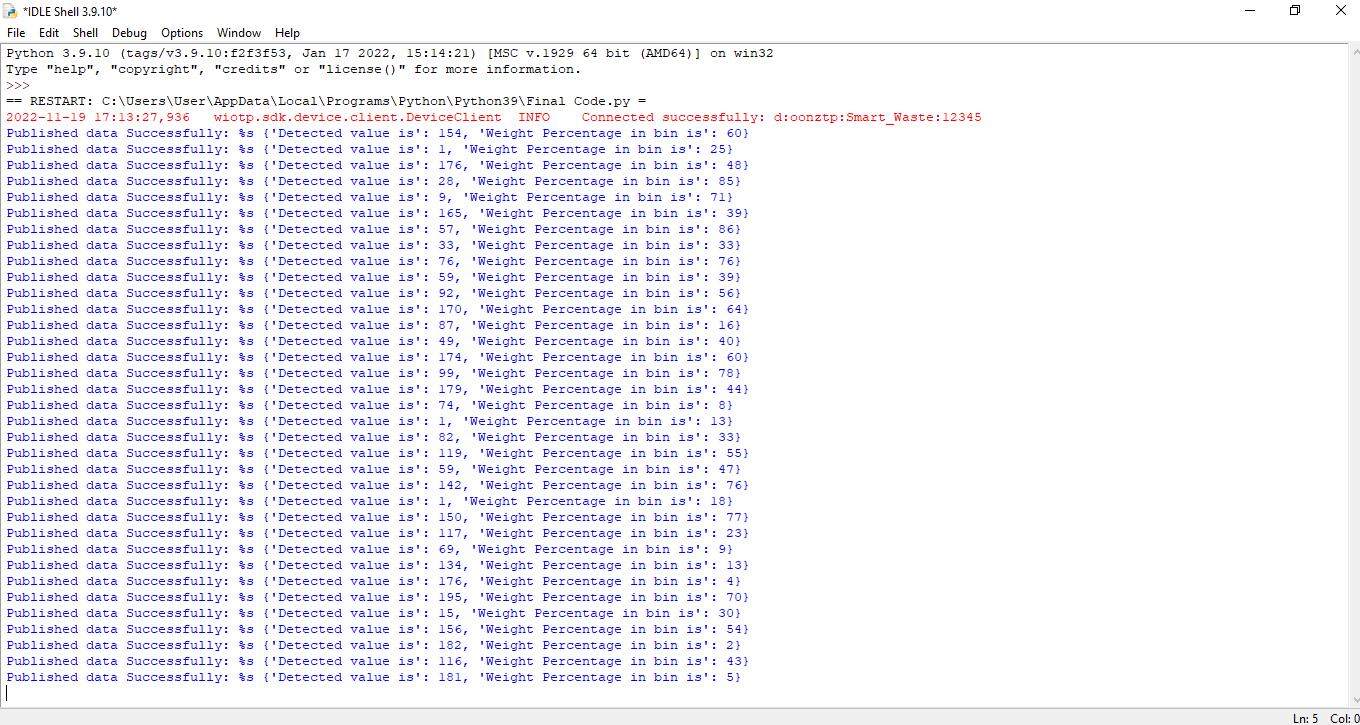 *IDLE Shell 3.9.10*
File Edit Shell Debug Options Window Help
Python 3.9.10 (tags/v3.9.10:f2f3f53, Jan 17 2022, 15:14:21) [MSC v.1929 64 bit (AMD64)] on win32
Type "help", "copyright", "credits" or "license()" for more information.
>>>
== RESTART: C:\Users\User\AppData\Local\Programs\Python\Python39\Final Code.py =
2022-11-19 17:13:27,936   wiotp.sdk.device.client.DeviceClient  INFO    Connected successfully: d:oonztp:Smart_Waste:12345
Published data Successfully: %s {'Detected value is': 154, 'Weight Percentage in bin is': 60}
Published data Successfully: %s {'Detected value is': 1, 'Weight Percentage in bin is': 25}
Published data Successfully: %s {'Detected value is': 176, 'Weight Percentage in bin is': 48}
Published data Successfully: %s {'Detected value is': 28, 'Weight Percentage in bin is': 85}
Published data Successfully: %s {'Detected value is': 9, 'Weight Percentage in bin is': 71}
Published data Successfully: %s {'Detected value is': 165, 'Weight Percentage in bin is': 39}
Published data Successfully: %s {'Detected value is': 57, 'Weight Percentage in bin is': 86}
Published data Successfully: %s {'Detected value is': 33, 'Weight Percentage in bin is': 33}
Published data Successfully: %s {'Detected value is': 76, 'Weight Percentage in bin is': 76}
Published data Successfully: %s {'Detected value is': 59, 'Weight Percentage in bin is': 39}
Published data Successfully: %s {'Detected value is': 92, 'Weight Percentage in bin is': 56}
Published data Successfully: %s {'Detected value is': 170, 'Weight Percentage in bin is': 64}
Published data Successfully: %s {'Detected value is': 87, 'Weight Percentage in bin is': 16}
Published data Successfully: %s {'Detected value is': 49, 'Weight Percentage in bin is': 40}
Published data Successfully: %s {'Detected value is': 174, 'Weight Percentage in bin is': 60}
Published data Successfully: %s {'Detected value is': 99, 'Weight Percentage in bin is': 78}
Published data Successfully: %s {'Detected value is': 179, 'Weight Percentage in bin is': 44}
Published data Successfully: %s {'Detected value is': 74, 'Weight Percentage in bin is': 8}
Published data Successfully: %s {'Detected value is': 1, 'Weight Percentage in bin is': 13}
Published data Successfully: %s {'Detected value is': 82, 'Weight Percentage in bin is': 33}
Published data Successfully: %s {'Detected value is': 119, 'Weight Percentage in bin is': 55}
Published data Successfully: %s {'Detected value is': 59, 'Weight Percentage in bin is': 47}
Published data Successfully: %s {'Detected value is': 142, 'Weight Percentage in bin is': 76}
Published data Successfully: %s {'Detected value is': 1, 'Weight Percentage in bin is': 18}
Published data Successfully: %s {'Detected value is': 150, 'Weight Percentage in bin is': 77}
Published data Successfully: %s {'Detected value is': 117, 'Weight Percentage in bin is': 23}
Published data Successfully: %s {'Detected value is': 69, 'Weight Percentage in bin is': 9}
Published data Successfully: %s {'Detected value is': 134, 'Weight Percentage in bin is': 13}
Published data Successfully: %s {'Detected value is': 176, 'Weight Percentage in bin is': 4}
Published data Successfully: %s {'Detected value is': 195, 'Weight Percentage in bin is': 70}
Published data Successfully: %s {'Detected value is': 15, 'Weight Percentage in bin is': 30}
Published data Successfully: %s {'Detected value is': 156, 'Weight Percentage in bin is': 54}
Published data Successfully: %s {'Detected value is': 182, 'Weight Percentage in bin is': 2}
Published data Successfully: %s {'Detected value is': 116, 'Weight Percentage in bin is': 43}
Published data Successfully: %s {'Detected value is': 181, 'Weight Percentage in bin is': 5}
Ln: 5 Col: 0